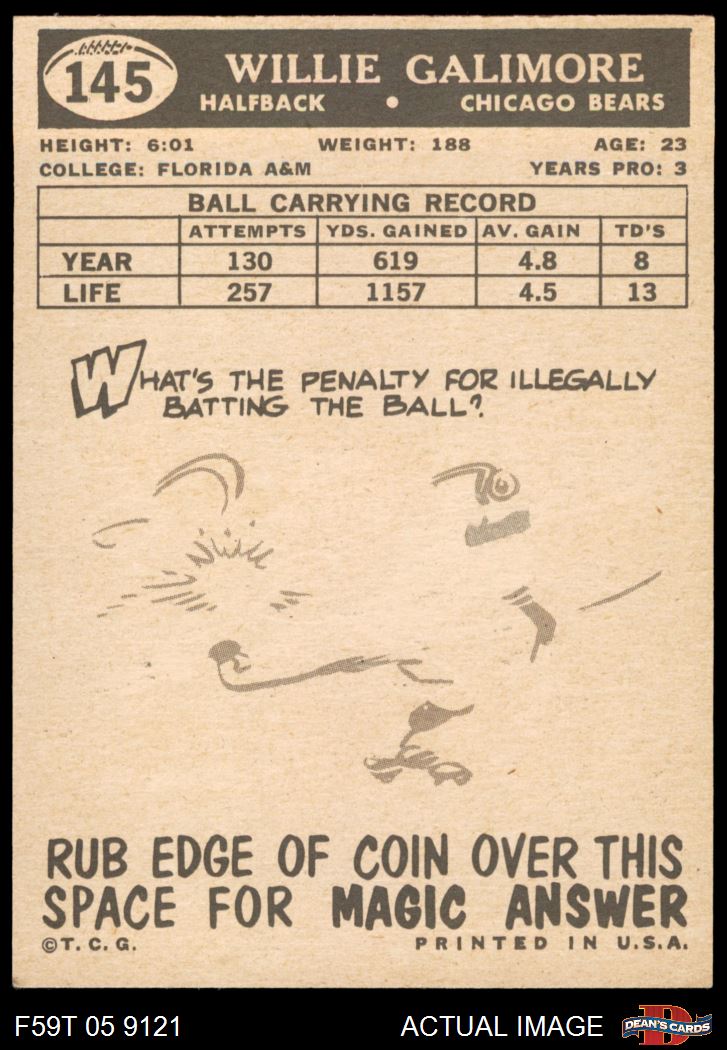 145
WILLIE GALIMORE
HALFBACK • CHICAGO BEARS
HEIGHT: 6:01 WEIGHT: 188 AGE: 23
COLLEGE: FLORIDA A&M YEARS PRO: 3
BALL CARRYING RECORD
ATTEMPTS YDS. GAINED AV. GAIN TD'S
YEAR 130 619 4.8 8
LIFE 257 1157 4.5 13
WHAT'S THE PENALTY FOR ILLEGALLY
BATTING THE BALL?
RUB EDGE OF COIN OVER THIS
SPACE FOR MAGIC ANSWER
©T. C. G. PRINTED IN U.S.A.
F59T 05 9121 ACTUAL IMAGE D DEAN'S CARDS